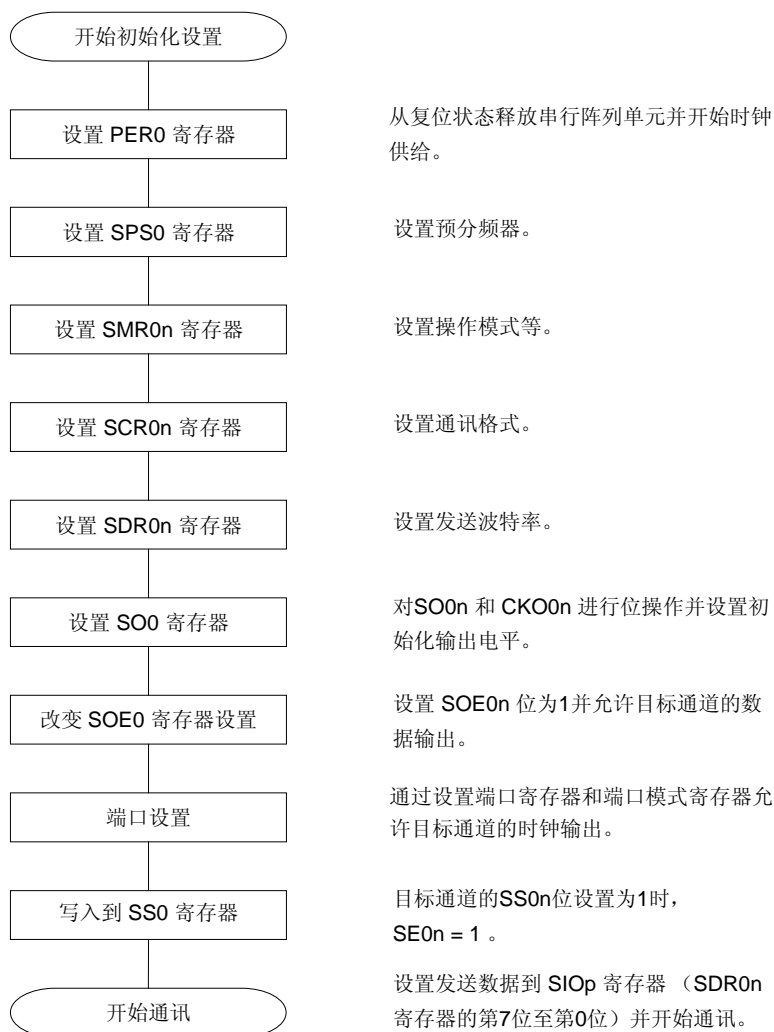 开始初始化设置
设置 PER0 寄存器
从复位状态释放串行阵列单元并开始时钟
供给。
设置 SPS0 寄存器
设置预分频器。
设置 SMR0n 寄存器
设置操作模式等。
设置 SCR0n 寄存器
设置通讯格式。
设置 SDR0n 寄存器
设置发送波特率。
设置 SO0 寄存器
对SO0n 和 CKO0n 进行位操作并设置初
始化输出电平。
改变 SOE0 寄存器设置
设置 SOE0n 位为1并允许目标通道的数
据输出。
端口设置
通过设置端口寄存器和端口模式寄存器允
许目标通道的时钟输出。
写入到 SS0 寄存器
目标通道的SS0n位设置为1时，
SE0n = 1 。
开始通讯
设置发送数据到 SIOp 寄存器 （SDR0n
寄存器的第7位至第0位）并开始通讯。